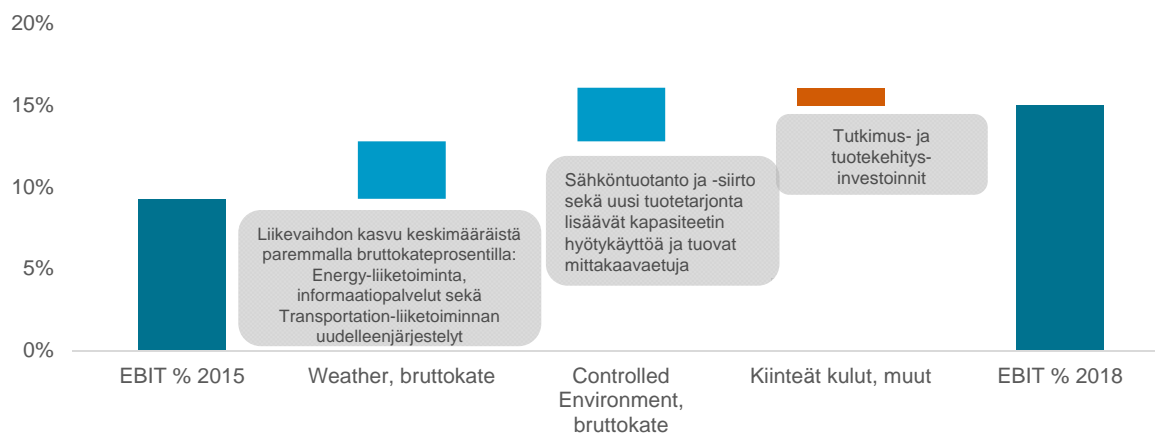 20%
15%
10%
5%
0%
Liikevaihdon kasvu keskimääräistä
paremmalla bruttokateprosentilla:
Energy-liiketoiminta,
informaatiopalvelut sekä
Transportation-liiketoiminnan
uudelleenjärjestelyt
Sähköntuotanto ja -siirto
sekä uusi tuotetarjonta
lisäävät kapasiteetin
hyötykäyttöä ja tuovat
mittakaavaetuja
Tutkimus- ja
tuotekehitys-
investoinnit
EBIT % 2015
Weather, bruttokate
Controlled
Environment,
bruttokate
Kiinteät kulut, muut
EBIT % 2018